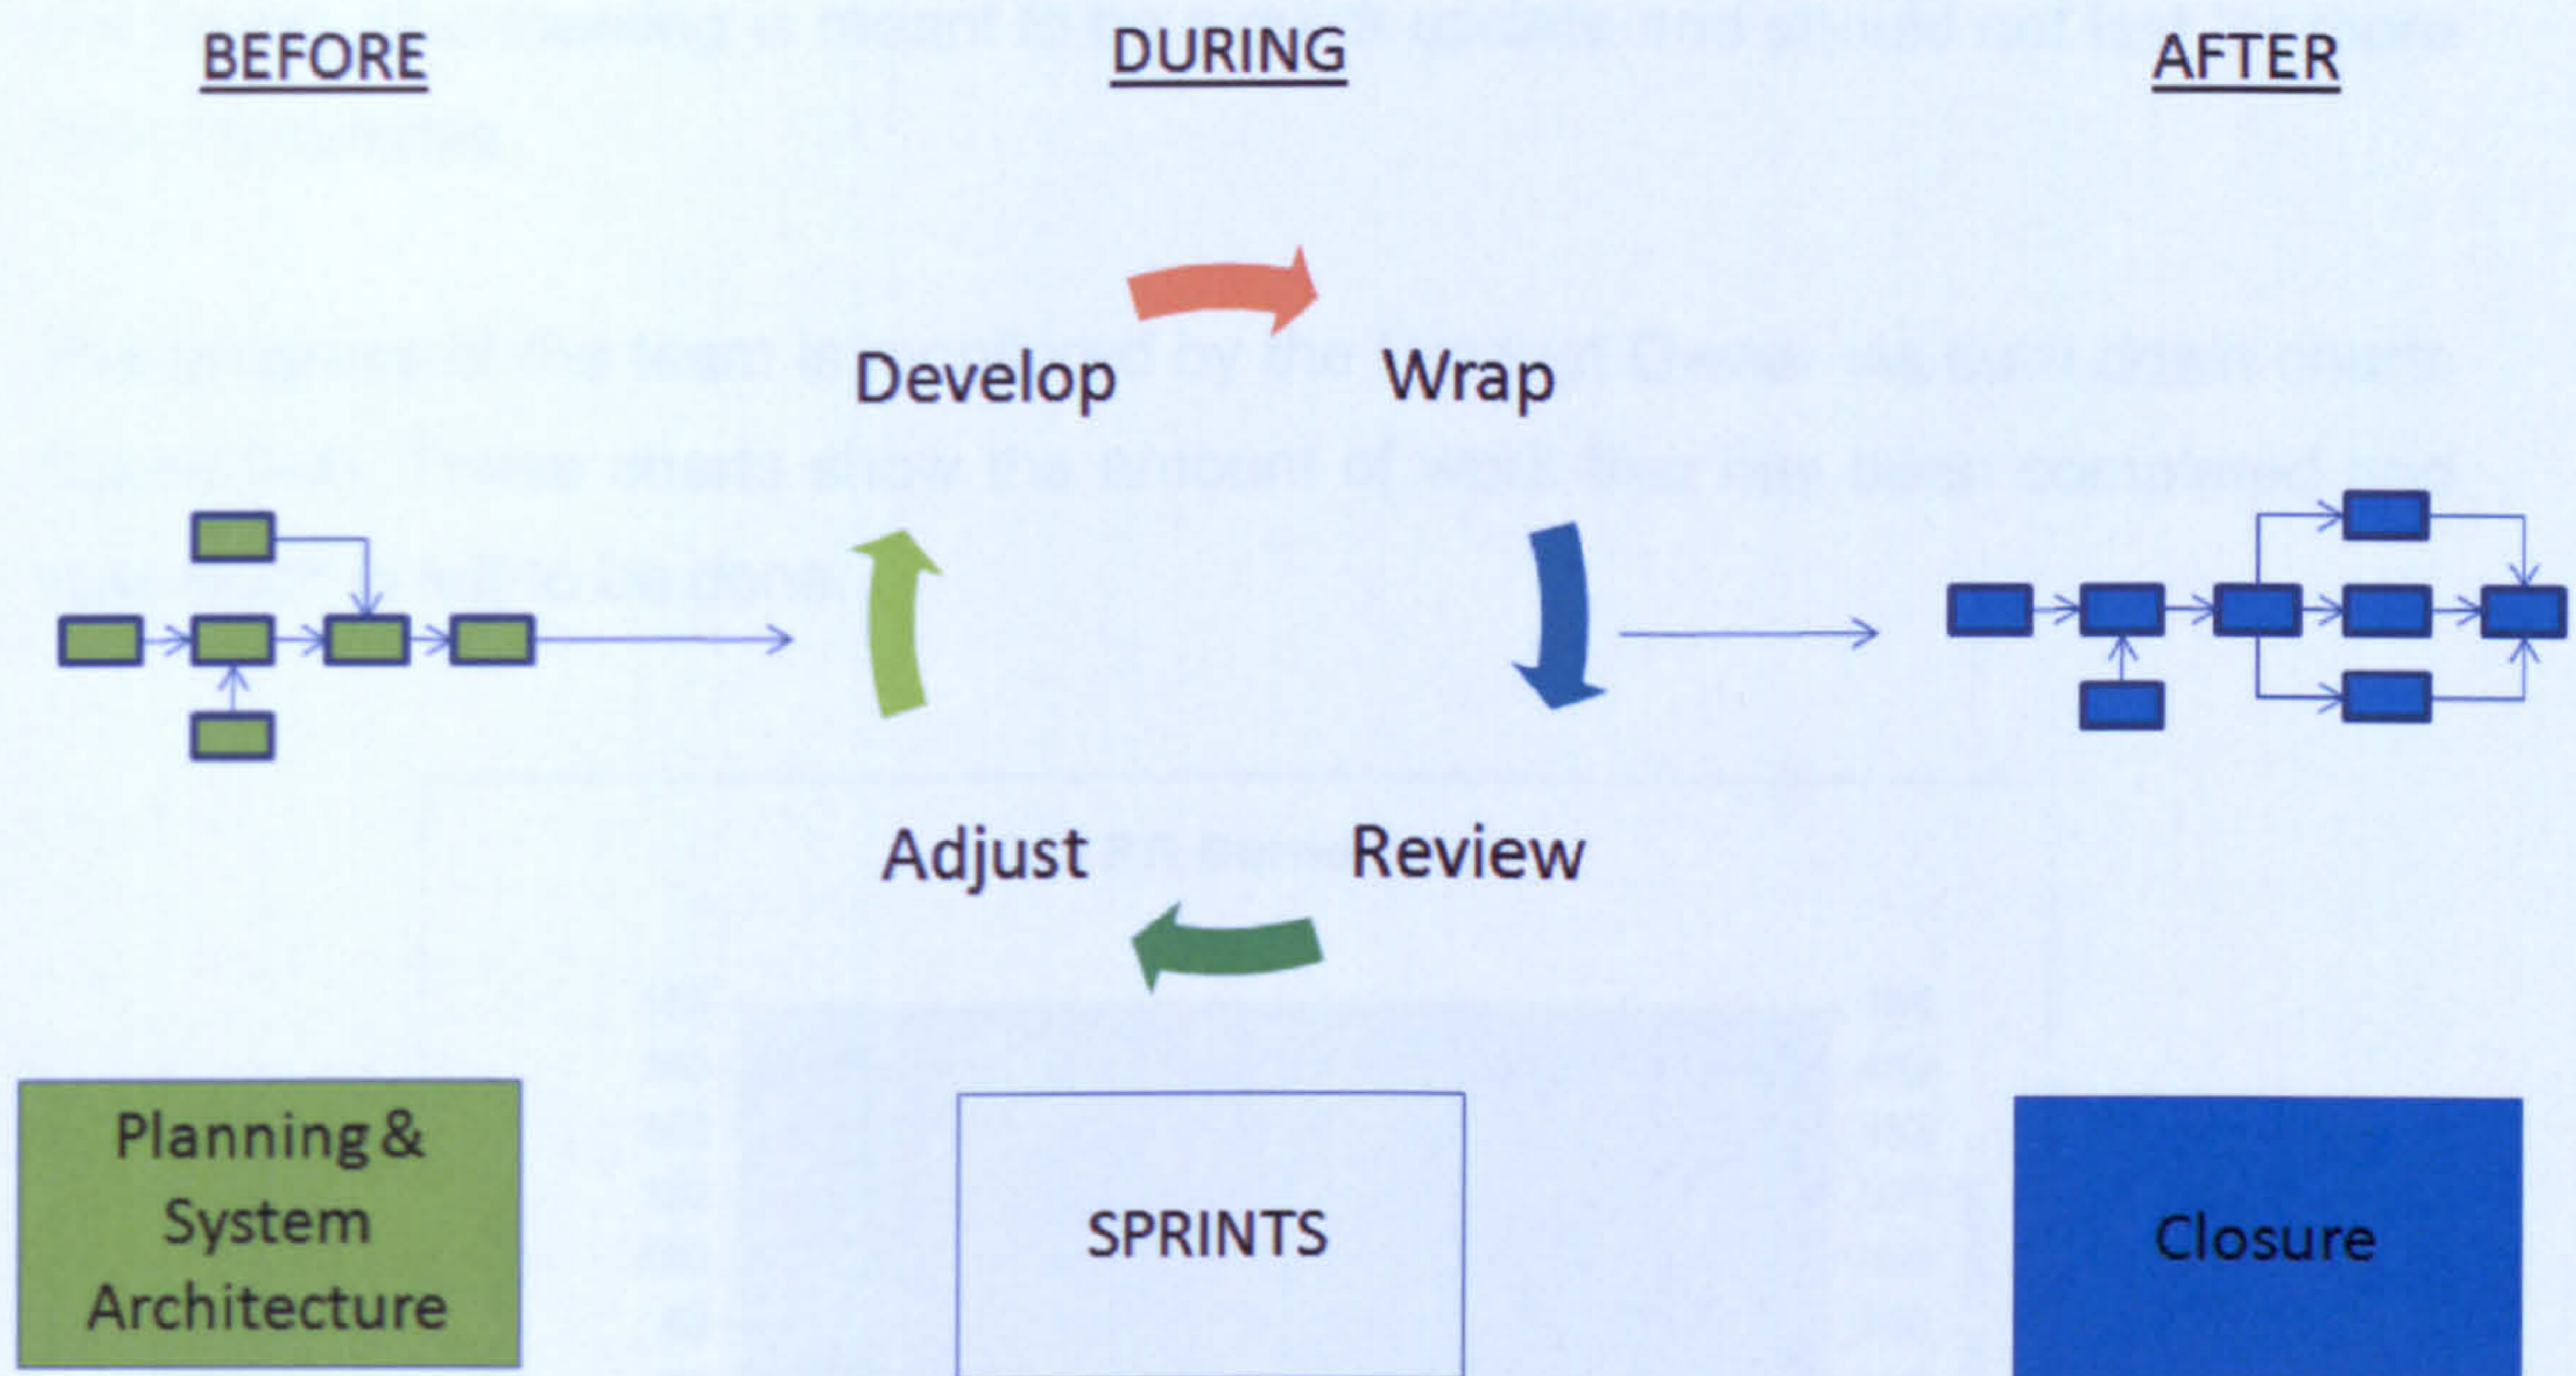 BEFORE
DURING
AFTER
Develop
Wrap
Adjust
Review
Planning &
System
Architecture
SPRINTS
Closure